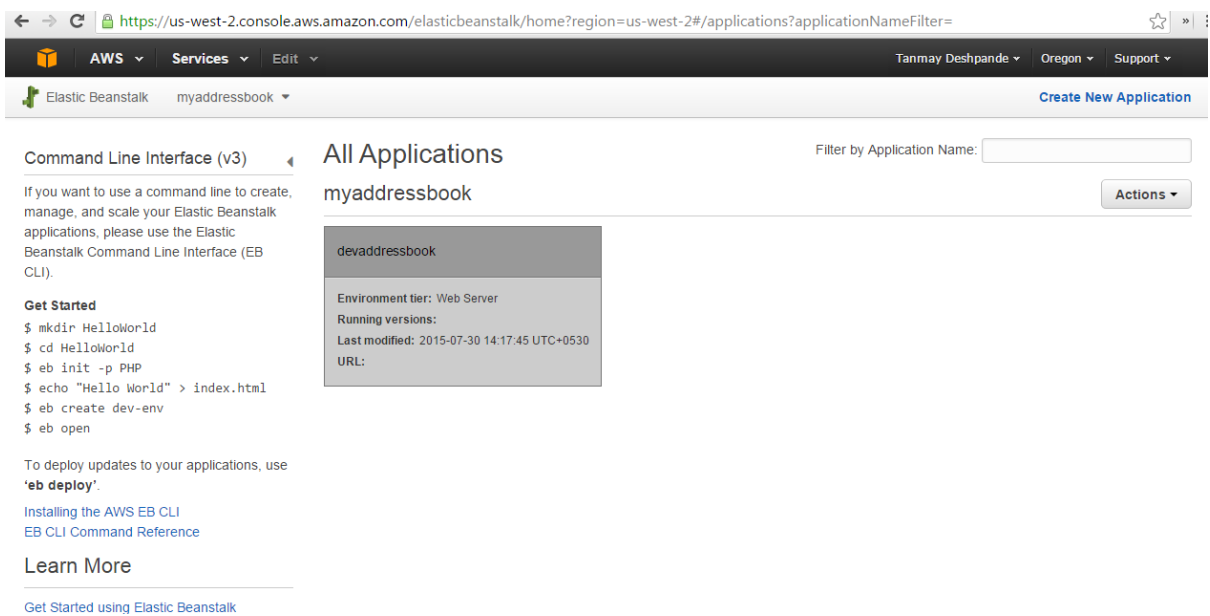 https://us-west-2.console.aws.amazon.com/elasticbeanstalk/home?region=us-west-2#/applications?applicationNameFilter=
AWS Services Edit Tanmay Deshpande Oregon Support
Elastic Beanstalk myaddressbook Create New Application
Command Line Interface (v3)
If you want to use a command line to create,
manage, and scale your Elastic Beanstalk
applications, please use the Elastic
Beanstalk Command Line Interface (EB
CLI).
Get Started
$ mkdir HelloWorld
$ cd HelloWorld
$ eb init -p PHP
$ echo "Hello World" > index.html
$ eb create dev-env
$ eb open
To deploy updates to your applications, use
‘eb deploy’.
Installing the AWS EB CLI
EB CLI Command Reference
Learn More
Get Started using Elastic Beanstalk
All Applications
Filter by Application Name:
myaddressbook
Actions
devaddressbook
Environment tier: Web Server
Running versions:
Last modified: 2015-07-30 14:17:45 UTC+0530
URL: